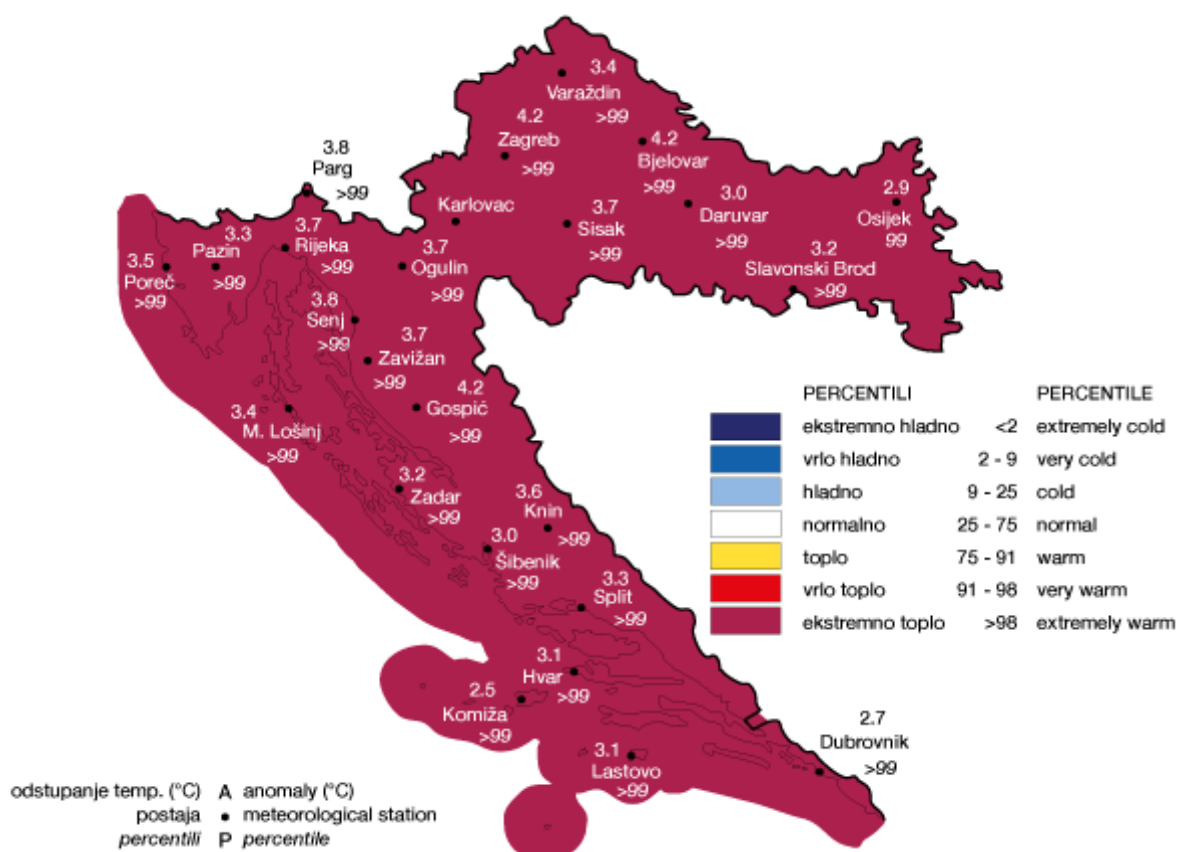 3.4
Varaždin
>99
4.2
Zagreb
>99
4.2
Bjelovar
>99
3.8
Parg
>99
Karlovac
3.7
Sisak
>99
3.0
Daruvar
>99
2.9
Osijek
99
3.2
Slavonski Brod
>99
3.5
Poreč
>99
3.3
Pazin
>99
3.7
Rijeka
>99
3.7
Ogulin
>99
3.8
Senj
>99
3.7
Zavižan
>99
4.2
Gospić
>99
3.4
M. Lošinj
>99
3.2
Zadar
>99
3.6
Knin
>99
3.0
Šibenik
>99
3.3
Split
>99
3.1
Hvar
>99
2.5
Komiža
>99
3.1
Lastovo
>99
2.7
Dubrovnik
>99
PERCENTILI PERCENTILE
ekstremno hladno <2 extremely cold
vrlo hladno 2 - 9 very cold
hladno 9 - 25 cold
normalno 25 - 75 normal
toplo 75 - 91 warm
vrlo toplo 91 - 98 very warm
ekstremno toplo >98 extremely warm
odstupanje temp. (°C) A anomaly (°C)
postaja • meteorological station
percentili P percentile